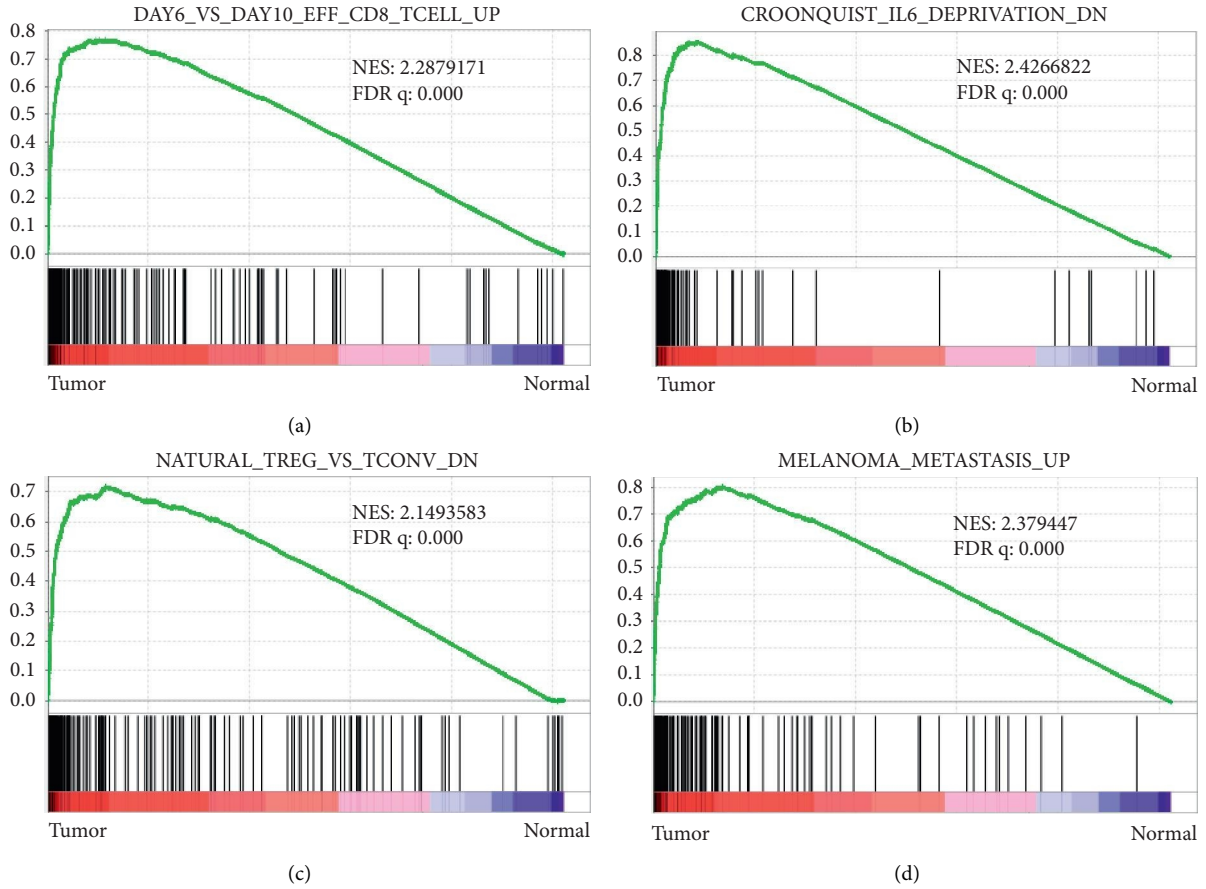 DAY6_VS_DAY10_EFF_CD8_TCELL_UP
0.8
0.7
0.6
0.5
0.4
0.3
0.2
0.1
0.0
NES: 2.2879171
FDR q: 0.000
Tumor
Normal
(a)
CROONQUIST_IL6_DEPRIVATION_DN
0.8
0.7
0.6
0.5
0.4
0.3
0.2
0.1
0.0
NES: 2.4266822
FDR q: 0.000
Tumor
Normal
(b)
NATURAL_TREG_VS_TCONV_DN
0.7
0.6
0.5
0.4
0.3
0.2
0.1
0.0
NES: 2.1493583
FDR q: 0.000
Tumor
Normal
(c)
MELANOMA_METASTASIS_UP
0.8
0.7
0.6
0.5
0.4
0.3
0.2
0.1
0.0
NES: 2.379447
FDR q: 0.000
Tumor
Normal
(d)